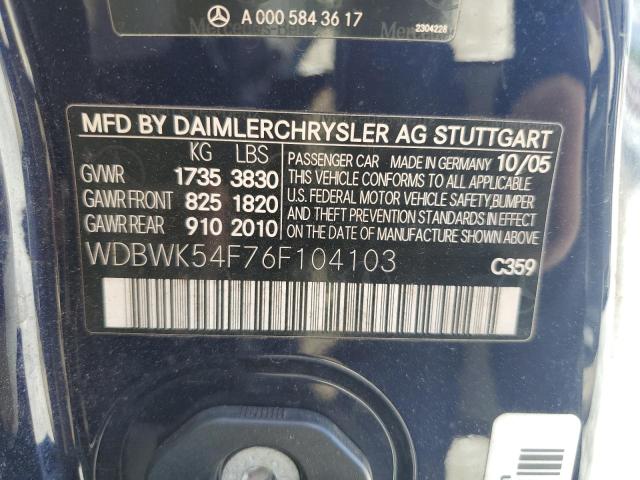 A 000 584 36 17
2304228
MFD BY DAIMLERCHRYSLER AG STUTTGART
KG LBS
GVWR 1735 3830
GAWR FRONT 825 1820
GAWR REAR 910 2010
PASSENGER CAR MADE IN GERMANY 10/05
THIS VEHICLE CONFORMS TO ALL APPLICABLE
U.S. FEDERAL MOTOR VEHICLE SAFETY, BUMPER
AND THEFT PREVENTION STANDARDS IN EFFECT
ON THE DATE OF MANUFACTURE SHOWN ABOVE.
WDBWK54F76F104103
C359